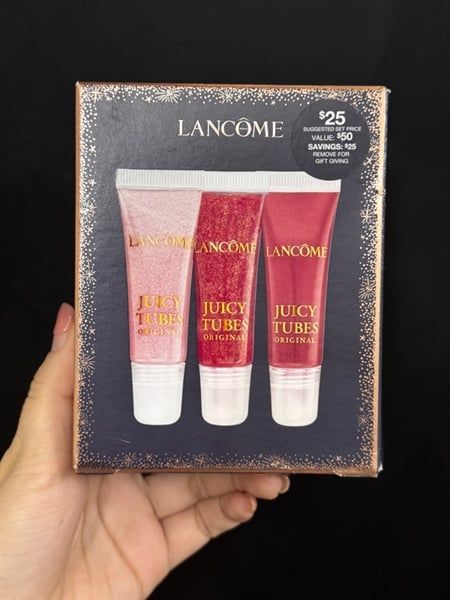 LANCÔME
$25
SUGGESTED SET PRICE
VALUE: $50
SAVINGS: $25
REMOVE FOR
GIFT GIVING
LANCÔME
JUICY
TUBES
ORIGINAL
LANCÔME
JUICY
TUBES
ORIGINAL
LANCÔME
JUICY
TUBES
ORIGINAL